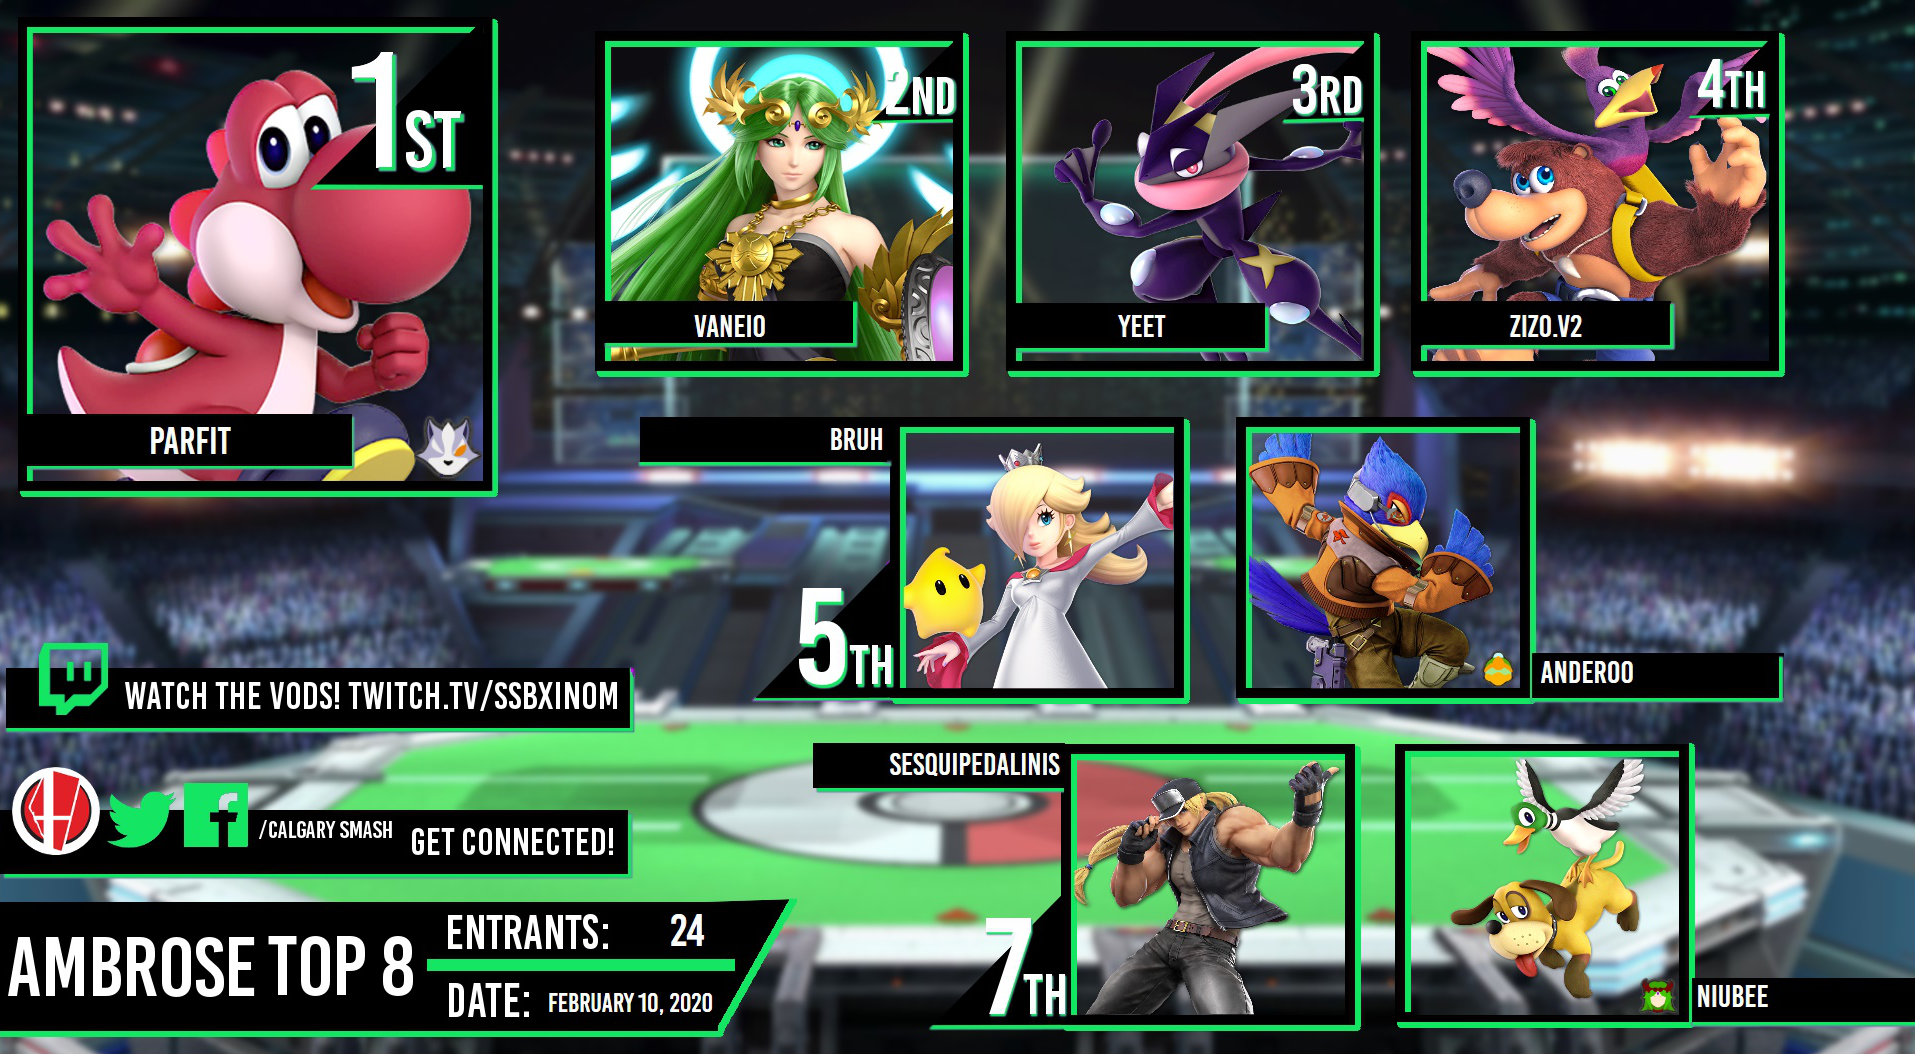 1ST
PARFIT
2ND
VANEIO
3RD
YEET
4TH
ZIZO.V2
5TH
BRUH
ANDEROO
7TH
SESQUIPEDALINIS
NIUBEE
WATCH THE VODS! TWITCH.TV/SSBXINOM
/CALGARY SMASH GET CONNECTED!
AMBROSE TOP 8
ENTRANTS: 24
DATE: FEBRUARY 10, 2020